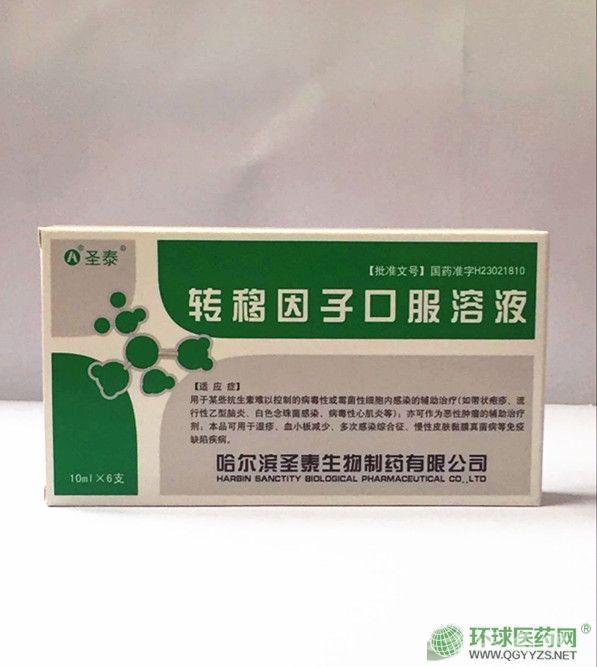 圣泰®
【批准文号】国药准字H23021810
转移因子口服溶液
【适应症】
用于某些抗生素难以控制的病毒性或霉菌性细胞内感染的辅助治疗(如带状疱疹、流
行性乙型脑炎、白色念珠菌感染、病毒性心肌炎等);亦可作为恶性肿瘤的辅助治疗
剂;本品可用于湿疹、血小板减少、多次感染综合征、慢性皮肤黏膜真菌病等免疫
缺陷疾病。
10ml×6支
哈尔滨圣泰生物制药有限公司
HARBIN SANCTITY BIOLOGICAL PHARMACEUTICAL CO.,LTD
环球医药网®
WWW.QGYYZS.NET